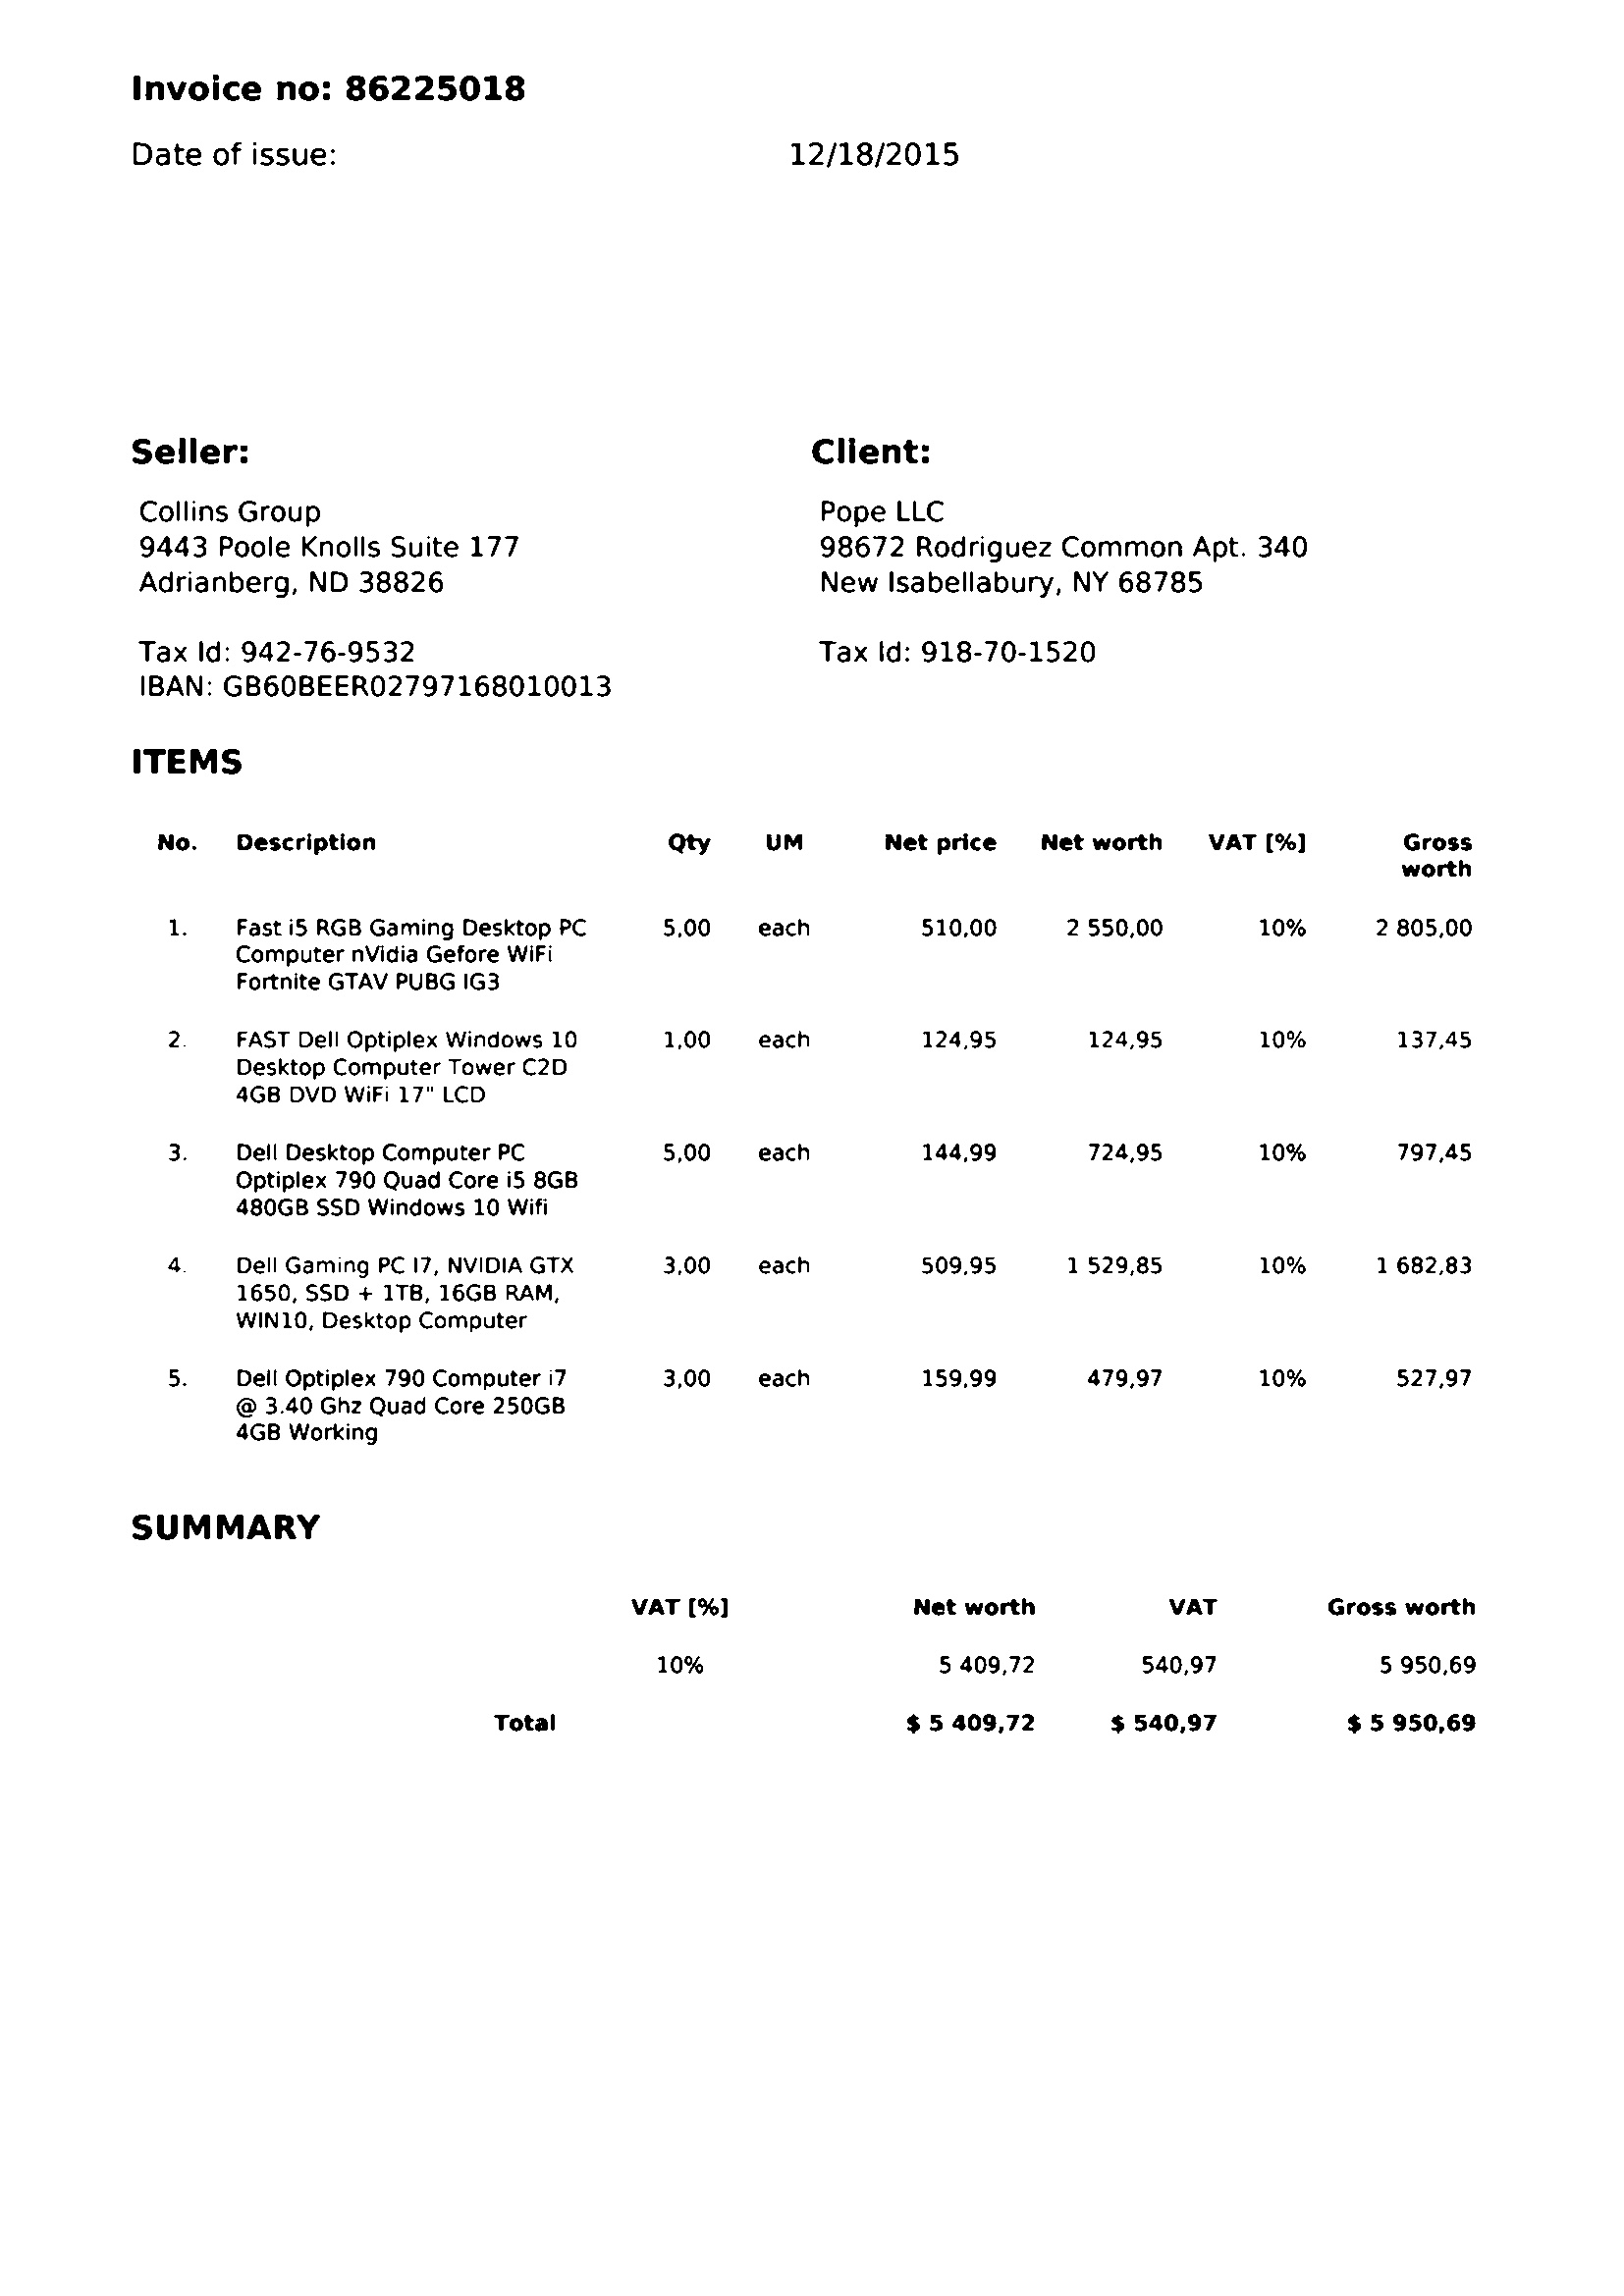 Invoice no: 86225018
Date of issue: 12/18/2015
Seller: Client:
Collins Group Pope LLC
9443 Poole Knolls Suite 177 98672 Rodriguez Common Apt. 340
Adrianberg, ND 38826 New Isabellabury, NY 68785
Tax Id: 942-76-9532 Tax Id: 918-70-1520
IBAN: GB60BEER02797168010013
ITEMS
No. Description Qty UM Net price Net worth VAT [%] Gross
worth
1. Fast i5 RGB Gaming Desktop PC 5,00 each 510,00 2 550,00 10% 2 805,00
Computer nVidia Gefore WiFi
Fortnite GTAV PUBG IG3
2. FAST Dell Optiplex Windows 10 1,00 each 124,95 124,95 10% 137,45
Desktop Computer Tower C2D
4GB DVD WiFi 17" LCD
3. Dell Desktop Computer PC 5,00 each 144,99 724,95 10% 797,45
Optiplex 790 Quad Core i5 8GB
480GB SSD Windows 10 Wifi
4. Dell Gaming PC I7, NVIDIA GTX 3,00 each 509,95 1 529,85 10% 1 682,83
1650, SSD + 1TB, 16GB RAM,
WIN10, Desktop Computer
5. Dell Optiplex 790 Computer i7 3,00 each 159,99 479,97 10% 527,97
@ 3.40 Ghz Quad Core 250GB
4GB Working
SUMMARY
VAT [%] Net worth VAT Gross worth
10% 5 409,72 540,97 5 950,69
Total $ 5 409,72 $ 540,97 $ 5 950,69